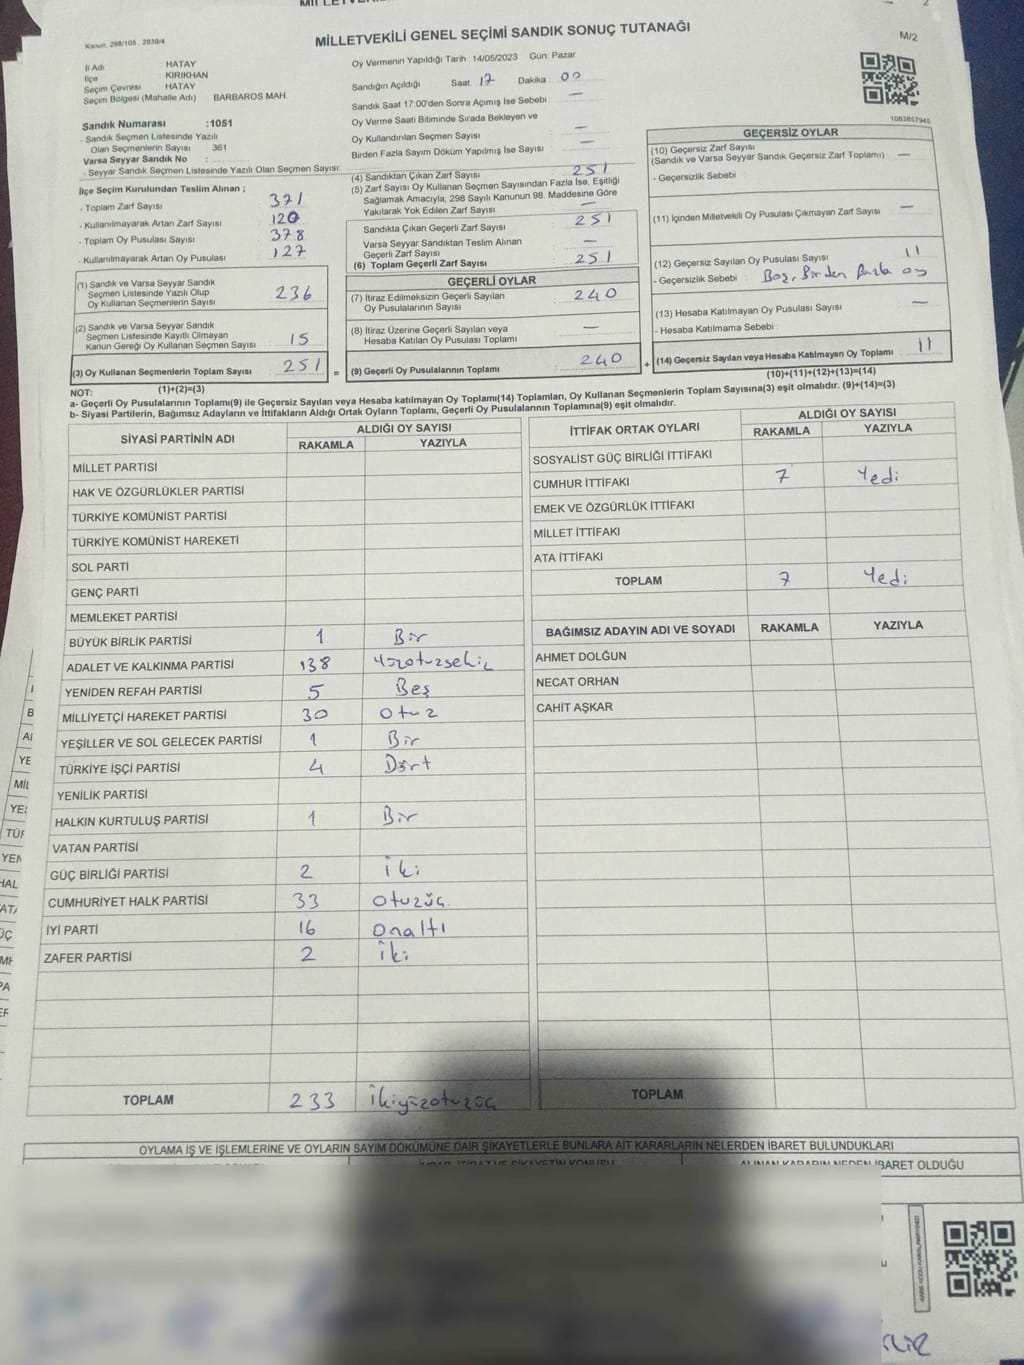 MİLLETVEKİLİ GENEL SEÇİMİ SANDIK SONUÇ TUTANAĞI
M/2
Kanun: 298/105 , 2839/4
İl Adı HATAY
İlçe KIRIKHAN
Seçim Çevresi HATAY
Seçim Bölgesi (Mahalle Adı) BARBAROS MAH.
Sandık Numarası :1051
- Sandık Seçmen Listesinde Yazılı
Olan Seçmenlerin Sayısı 361
Varsa Seyyar Sandık No :
- Seyyar Sandık Seçmen Listesinde Yazılı Olan Seçmen Sayısı:
İlçe Seçim Kurulundan Teslim Alınan ;
- Toplam Zarf Sayısı 371
- Kullanılmayarak Artan Zarf Sayısı 120
- Toplam Oy Pusulası Sayısı 378
- Kullanılmayarak Artan Oy Pusulası 127
(1) Sandık ve Varsa Seyyar Sandık
Seçmen Listesinde Yazılı Olup
Oy Kullanan Seçmenlerin Sayısı 236
(2) Sandık ve Varsa Seyyar Sandık
Seçmen Listesinde Kayıtlı Olmayan
Kanun Gereği Oy Kullanan Seçmen Sayısı 15
(3) Oy Kullanan Seçmenlerin Toplam Sayısı 251 =
Oy Vermenin Yapıldığı Tarih 14/05/2023 Gün: Pazar
Sandığın Açıldığı Saat 17 Dakika : 00
Sandık Saat 17:00'den Sonra Açımış İse Sebebi : —
Oy Verme Saati Bitiminde Sırada Bekleyen ve
Oy Kullandırılan Seçmen Sayısı —
Birden Fazla Sayım Döküm Yapılmış İse Sayısı —
(4) Sandıktan Çıkan Zarf Sayısı 251
(5) Zarf Sayısı Oy Kullanan Seçmen Sayısından Fazla İse, Eşitliği
Sağlamak Amacıyla, 298 Sayılı Kanunun 98. Maddesine Göre
Yakılarak Yok Edilen Zarf Sayısı —
Sandıkta Çıkan Geçerli Zarf Sayısı 251
Varsa Seyyar Sandıktan Teslim Alınan
Geçerli Zarf Sayısı —
(6) Toplam Geçerli Zarf Sayısı 251
GEÇERLİ OYLAR
(7) İtiraz Edilmeksizin Geçerli Sayılan
Oy Pusulalarının Sayısı 240
(8) İtiraz Üzerine Geçerli Sayılan veya
Hesaba Katılan Oy Pusulası Toplamı —
(9) Geçerli Oy Pusulalarının Toplamı 240 +
1083857945
GEÇERSİZ OYLAR
(10) Geçersiz Zarf Sayısı
(Sandık ve Varsa Seyyar Sandık Geçersiz Zarf Toplamı) —
- Geçersizlik Sebebi
(11) İçinden Milletvekili Oy Pusulası Çıkmayan Zarf Sayısı —
(12) Geçersiz Sayılan Oy Pusulası Sayısı 11
- Geçersizlik Sebebi : Boş, Birden fazla oy
(13) Hesaba Katılmayan Oy Pusulası Sayısı —
- Hesaba Katılmama Sebebi :
(14) Geçersiz Sayılan veya Hesaba Katılmayan Oy Toplamı 11
NOT: (1)+(2)=(3)
(10)+(11)+(12)+(13)=(14)
a- Geçerli Oy Pusulalarının Toplamı(9) ile Geçersiz Sayılan veya Hesaba katılmayan Oy Toplamı(14) Toplamları, Oy Kullanan Seçmenlerin Toplam Sayısına(3) eşit olmalıdır. (9)+(14)=(3)
b- Siyasi Partilerin, Bağımsız Adayların ve İttifakların Aldığı Ortak Oyların Toplamı, Geçerli Oy Pusulalarının Toplamına(9) eşit olmalıdır.
SİYASİ PARTİNİN ADI ALDIĞI OY SAYISI
RAKAMLA YAZIYLA
MİLLET PARTİSİ
HAK VE ÖZGÜRLÜKLER PARTİSİ
TÜRKİYE KOMÜNİST PARTİSİ
TÜRKİYE KOMÜNİST HAREKETİ
SOL PARTİ
GENÇ PARTİ
MEMLEKET PARTİSİ
BÜYÜK BİRLİK PARTİSİ 1 Bir
ADALET VE KALKINMA PARTİSİ 138 Yüzotuzsekiz
YENİDEN REFAH PARTİSİ 5 Beş
MİLLİYETÇİ HAREKET PARTİSİ 30 Otuz
YEŞİLLER VE SOL GELECEK PARTİSİ 1 Bir
TÜRKİYE İŞÇİ PARTİSİ 4 Dört
YENİLİK PARTİSİ
HALKIN KURTULUŞ PARTİSİ 1 Bir
VATAN PARTİSİ
GÜÇ BİRLİĞİ PARTİSİ 2 İki
CUMHURİYET HALK PARTİSİ 33 Otuzüç
İYİ PARTİ 16 Onaltı
ZAFER PARTİSİ 2 İki
TOPLAM 233 İkiyüzotuzüç
İTTİFAK ORTAK OYLARI ALDIĞI OY SAYISI
RAKAMLA YAZIYLA
SOSYALİST GÜÇ BİRLİĞİ İTTİFAKI
CUMHUR İTTİFAKI 7 Yedi
EMEK VE ÖZGÜRLÜK İTTİFAKI
MİLLET İTTİFAKI
ATA İTTİFAKI
TOPLAM 7 Yedi
BAĞIMSIZ ADAYIN ADI VE SOYADI RAKAMLA YAZIYLA
AHMET DOLĞUN
NECAT ORHAN
CAHİT AŞKAR
TOPLAM
OYLAMA İŞ VE İŞLEMLERİNE VE OYLARIN SAYIM DÖKÜMÜNE DAİR ŞİKAYETLERLE BUNLARA AİT KARARLARIN NELERDEN İBARET BULUNDUKLARI
ALINAN KARARIN NEDEN İBARET OLDUĞU